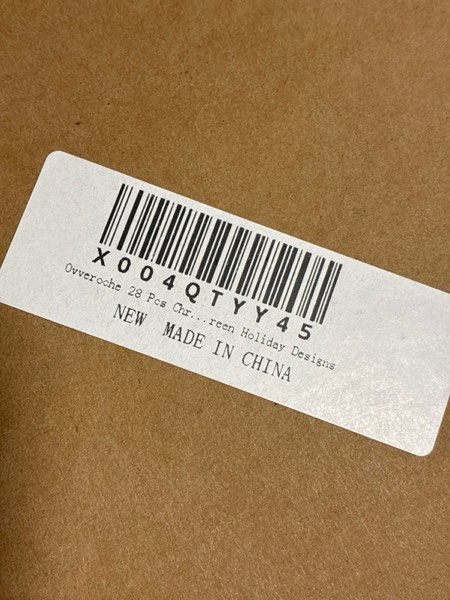 X004QTYY45
Ovveroche 28 Pcs Chr...reen Holiday Designs
NEW MADE IN CHINA